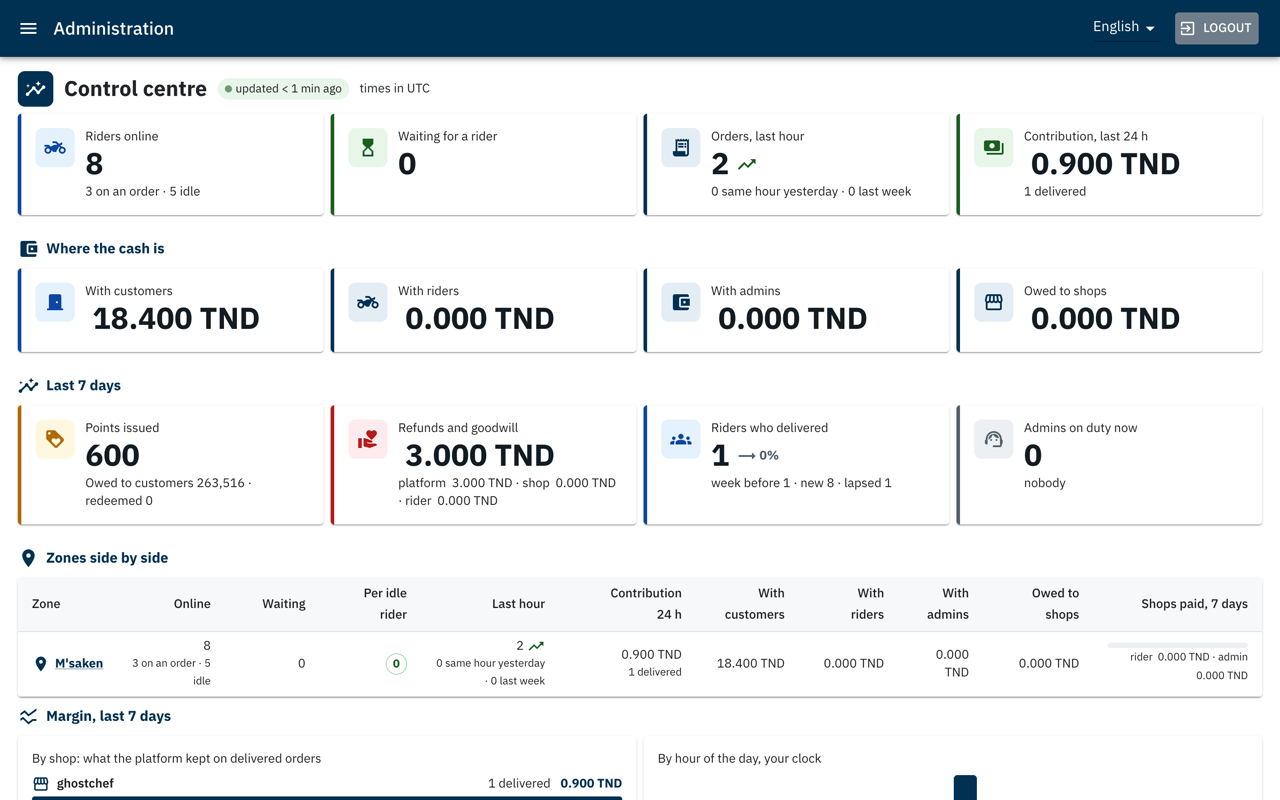 Administration
English
LOGOUT
Control centre
updated < 1 min ago
times in UTC
Riders online
8
3 on an order · 5 idle
Waiting for a rider
0
Orders, last hour
2
0 same hour yesterday · 0 last week
Contribution, last 24 h
0.900 TND
1 delivered
Where the cash is
With customers
18.400 TND
With riders
0.000 TND
With admins
0.000 TND
Owed to shops
0.000 TND
Last 7 days
Points issued
600
Owed to customers 263,516 ·
redeemed 0
Refunds and goodwill
3.000 TND
platform 3.000 TND · shop 0.000 TND
· rider 0.000 TND
Riders who delivered
1 → 0%
week before 1 · new 8 · lapsed 1
Admins on duty now
0
nobody
Zones side by side
Zone
Online
Waiting
Per idle
rider
Last hour
Contribution
24 h
With
customers
With
riders
With
admins
Owed to
shops
Shops paid, 7 days
M'saken
8
3 on an order · 5
idle
0
0
2
0 same hour yesterday
· 0 last week
0.900 TND
1 delivered
18.400 TND
0.000 TND
0.000
TND
0.000 TND
rider 0.000 TND · admin
0.000 TND
Margin, last 7 days
By shop: what the platform kept on delivered orders
ghostchef
1 delivered
0.900 TND
By hour of the day, your clock